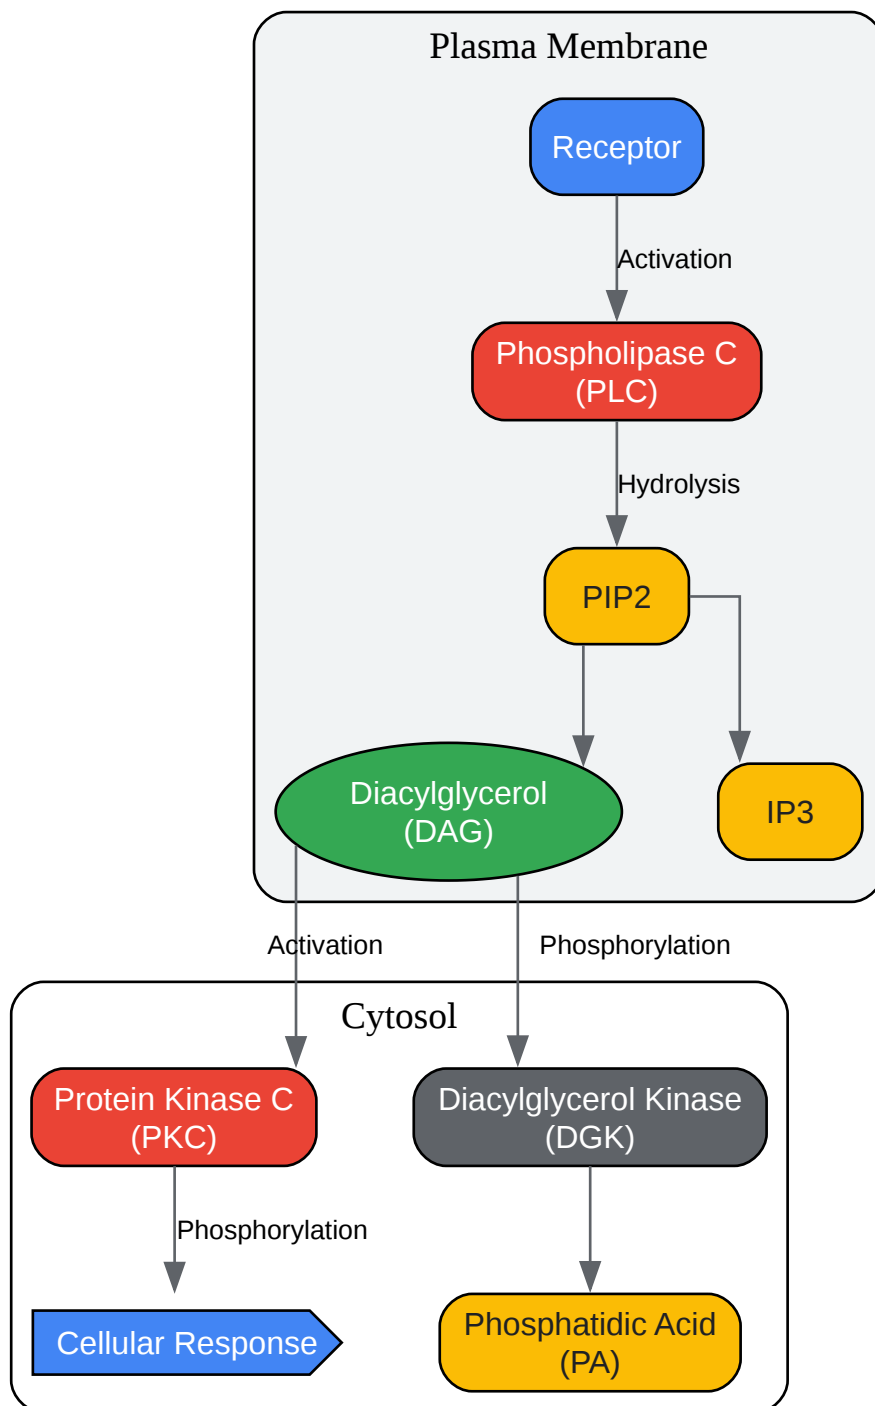 Plasma Membrane
Receptor
Activation
Phospholipase C
(PLC)
Hydrolysis
PIP2
Diacylglycerol
(DAG)
IP3
Activation
Phosphorylation
Cytosol
Protein Kinase C
(PKC)
Diacylglycerol Kinase
(DGK)
Phosphorylation
Cellular Response
Phosphatidic Acid
(PA)